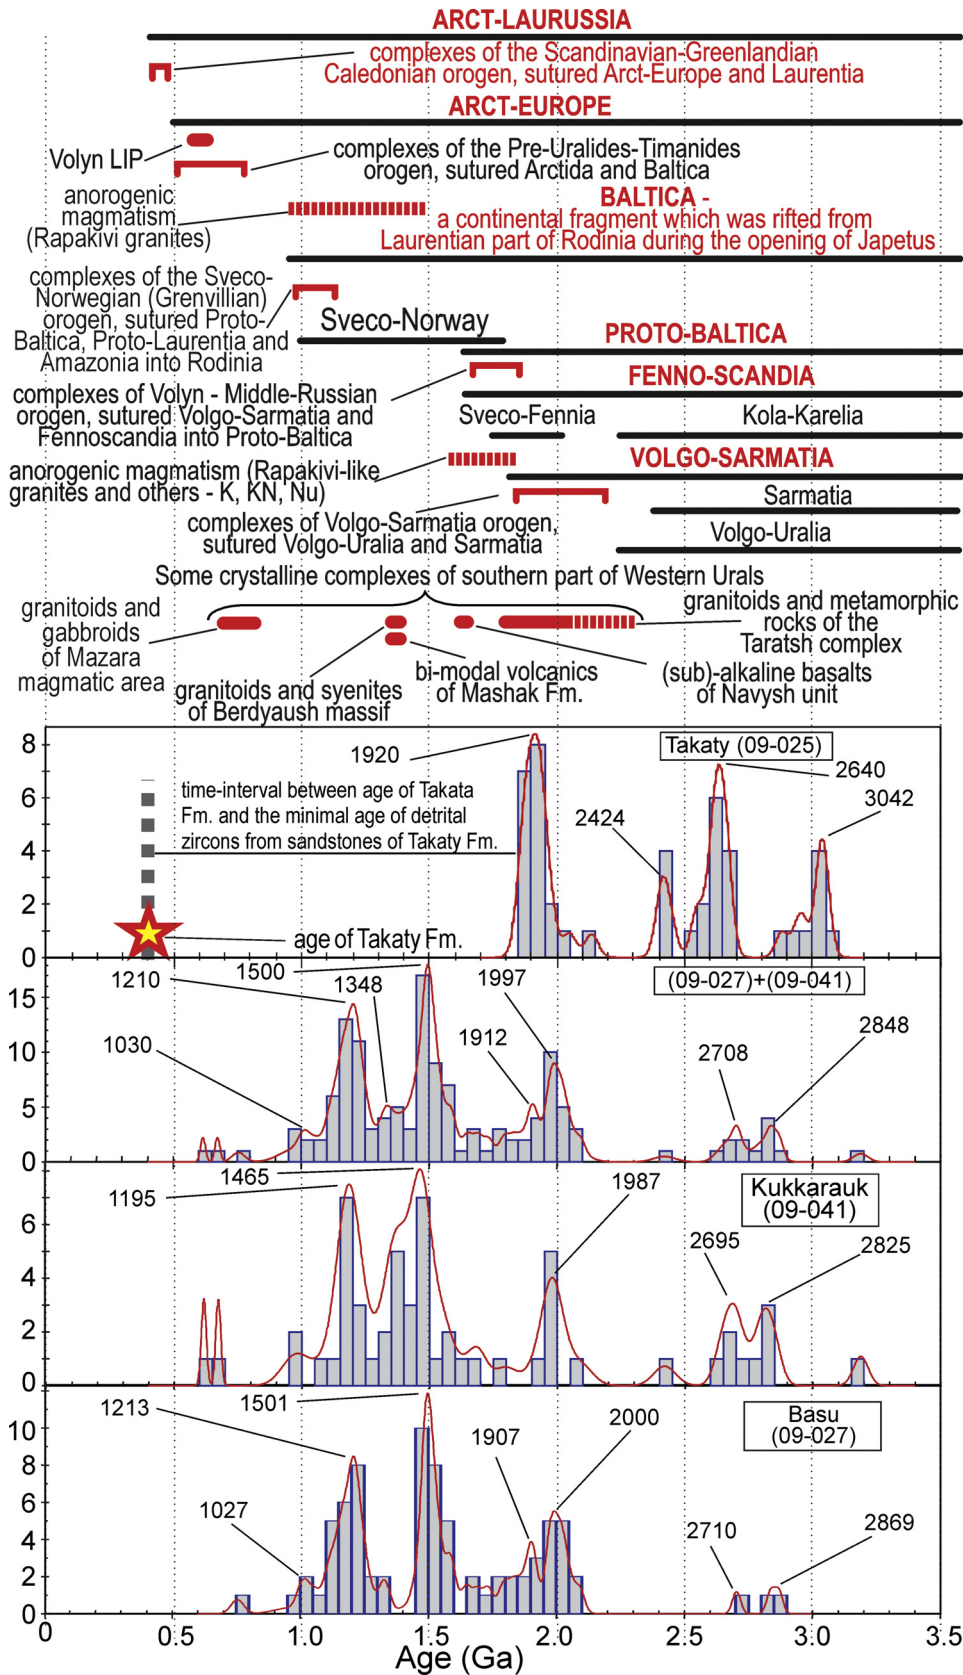 ARCT-LAURUSSIA
complexes of the Scandinavian-Greenlandian
Caledonian orogen, sutured Arct-Europe and Laurentia
ARCT-EUROPE
Volyn LIP
complexes of the Pre-Uralides-Timanides
orogen, sutured Arctida and Baltica
anorogenic
magmatism
(Rapakivi granites)
BALTICA -
a continental fragment which was rifted from
Laurentian part of Rodinia during the opening of Japetus
complexes of the Sveco-
Norwegian (Grenvillian)
orogen, sutured Proto-
Baltica, Proto-Laurentia and
Amazonia into Rodinia
Sveco-Norway
PROTO-BALTICA
FENNO-SCANDIA
complexes of Volyn - Middle-Russian
orogen, sutured Volgo-Sarmatia and
Fennoscandia into Proto-Baltica
Sveco-Fennia
Kola-Karelia
anorogenic magmatism (Rapakivi-like
granites and others - K, KN, Nu)
VOLGO-SARMATIA
Sarmatia
complexes of Volgo-Sarmatia orogen,
sutured Volgo-Uralia and Sarmatia
Volgo-Uralia
Some crystalline complexes of southern part of Western Urals
granitoids and
gabbroids
of Mazara
magmatic area
granitoids and syenites
of Berdyaush massif
bi-modal volcanics
of Mashak Fm.
(sub)-alkaline basalts
of Navysh unit
granitoids and metamorphic
rocks of the
Taratsh complex
8
6
4
2
0
1920
Takaty (09-025)
2640
3042
2424
time-interval between age of Takata
Fm. and the minimal age of detrital
zircons from sandstones of Takaty Fm.
age of Takaty Fm.
15
10
5
0
1210
1500
1348
1997
(09-027)+(09-041)
1030
1912
2708
2848
6
4
2
0
1465
1195
1987
Kukkarauk
(09-041)
2695
2825
10
8
6
4
2
0
1213
1501
1907
2000
Basu
(09-027)
1027
2710
2869
0 0:5 1:0 1:5 2:0 2:5 3:0 3:5
Age (Ga)